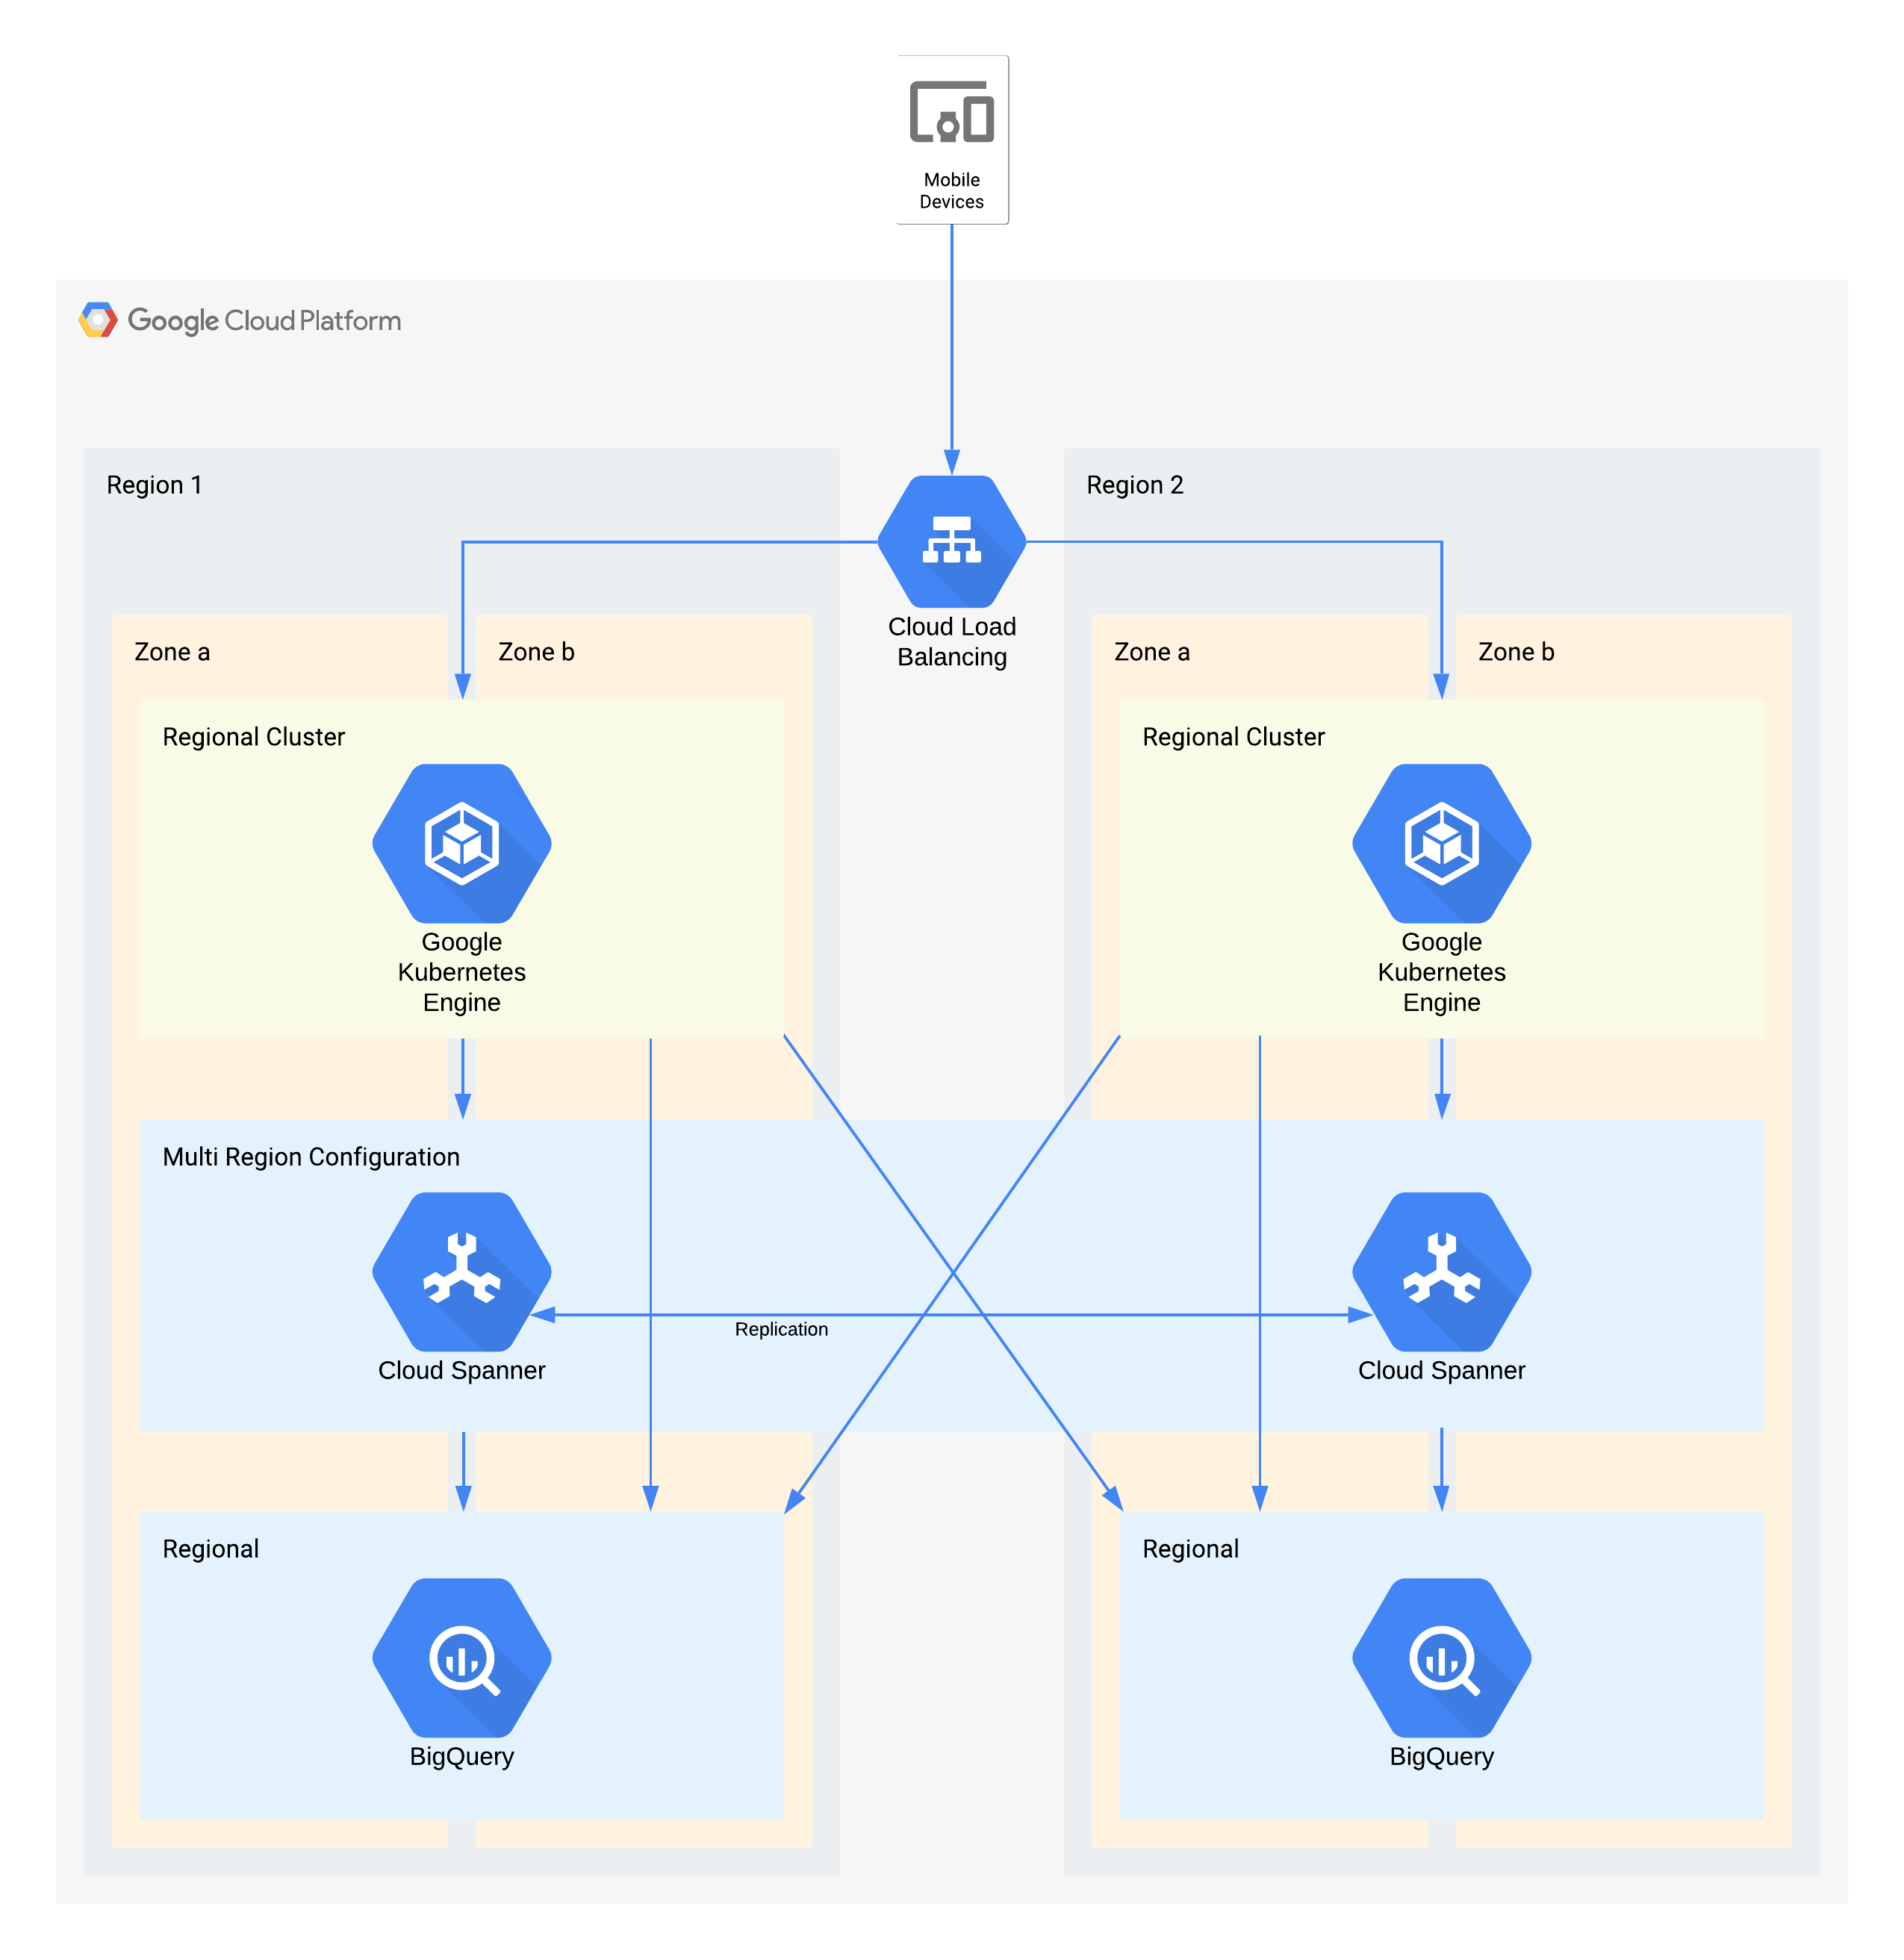 Mobile
Devices
Google Cloud Platform
Region 1
Region 2
Cloud Load
Balancing
Zone a
Zone b
Zone a
Zone b
Regional Cluster
Regional Cluster
Google
Kubernetes
Engine
Google
Kubernetes
Engine
Multi Region Configuration
Replication
Cloud Spanner
Cloud Spanner
Regional
Regional
BigQuery
BigQuery